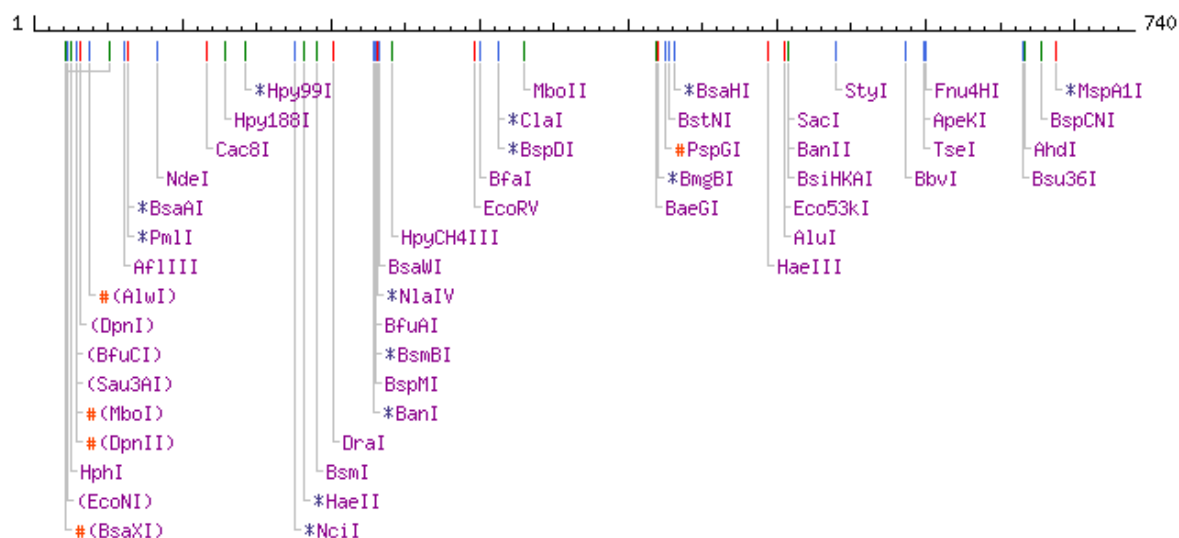 1 740
*Hpy99I MboII *BsaHI StyI Fnu4HI *MspA1I
Hpy188I *ClaI BstNI SacI ApeKI BspCNI
Cac8I *BspDI #PspGI BanII TseI AhdI
NdeI BfaI *BmgBI BsiHKAI BbvI Bsu36I
*BsaAI EcoRV BaeGI Eco53kI
*PmlI HpyCH4III AluI
AflIII BsaWI HaeIII
#(AlwI) *NlaIV
(DpnI) BfuAI
(BfuCI) *BsmBI
(Sau3AI) BspMI
#(MboI) *BanI
#(DpnII) DraI
HphI BsmI
(EcoNI) *HaeII
#(BsaXI) *NciI